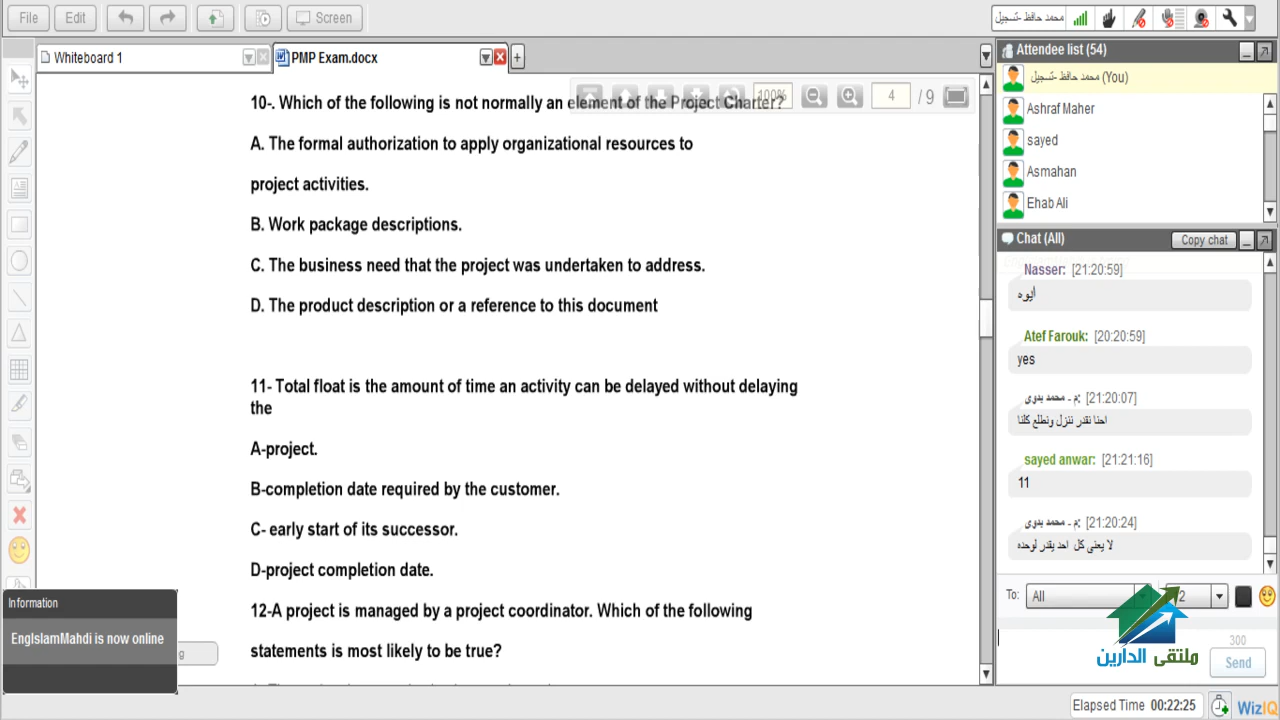 File
Edit
Screen
محمد حافظ -تسجيل
Whiteboard 1
PMP Exam.docx
+
100%
4
/ 9
10-. Which of the following is not normally an element of the Project Charter?
A. The formal authorization to apply organizational resources to
project activities.
B. Work package descriptions.
C. The business need that the project was undertaken to address.
D. The product description or a reference to this document
11- Total float is the amount of time an activity can be delayed without delaying
the
A-project.
B-completion date required by the customer.
C- early start of its successor.
D-project completion date.
12-A project is managed by a project coordinator. Which of the following
statements is most likely to be true?
Information
EngIslamMahdi is now online
Attendee list (54)
محمد حافظ -تسجيل (You)
Ashraf Maher
sayed
Asmahan
Ehab Ali
Chat (All)
Copy chat
Nasser: [21:20:59]
ايوه
Atef Farouk: [20:20:59]
yes
م - محمد بدوى: [21:20:07]
احنا نقدر ننزل ونطلع كلنا
sayed anwar: [21:21:16]
11
م - محمد بدوى: [21:20:24]
لا يعنى كل احد يقدر لوحده
To:
All
2
ملتقى الدارين
300
Send
Elapsed Time 00:22:25
WizIQ